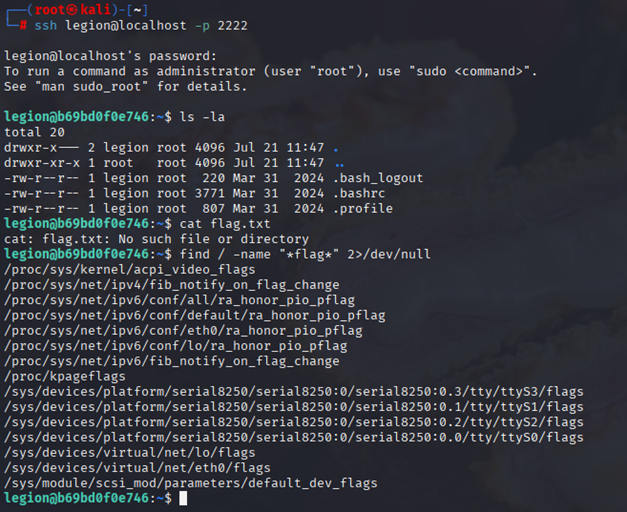 ┌──(root㉿kali)-[~]
└─# ssh legion@localhost -p 2222
legion@localhost's password:
To run a command as administrator (user "root"), use "sudo <command>".
See "man sudo_root" for details.
legion@b69bd0f0e746:~$ ls -la
total 20
drwxr-x--- 2 legion root 4096 Jul 21 11:47 .
drwxr-xr-x 1 root   root 4096 Jul 21 11:47 ..
-rw-r--r-- 1 legion root  220 Mar 31  2024 .bash_logout
-rw-r--r-- 1 legion root 3771 Mar 31  2024 .bashrc
-rw-r--r-- 1 legion root  807 Mar 31  2024 .profile
legion@b69bd0f0e746:~$ cat flag.txt
cat: flag.txt: No such file or directory
legion@b69bd0f0e746:~$ find / -name "*flag*" 2>/dev/null
/proc/sys/kernel/acpi_video_flags
/proc/sys/net/ipv4/fib_notify_on_flag_change
/proc/sys/net/ipv6/conf/all/ra_honor_pio_pflag
/proc/sys/net/ipv6/conf/default/ra_honor_pio_pflag
/proc/sys/net/ipv6/conf/eth0/ra_honor_pio_pflag
/proc/sys/net/ipv6/conf/lo/ra_honor_pio_pflag
/proc/sys/net/ipv6/fib_notify_on_flag_change
/proc/kpageflags
/sys/devices/platform/serial8250/serial8250:0/serial8250:0.3/tty/ttyS3/flags
/sys/devices/platform/serial8250/serial8250:0/serial8250:0.1/tty/ttyS1/flags
/sys/devices/platform/serial8250/serial8250:0/serial8250:0.2/tty/ttyS2/flags
/sys/devices/platform/serial8250/serial8250:0/serial8250:0.0/tty/ttyS0/flags
/sys/devices/virtual/net/lo/flags
/sys/devices/virtual/net/eth0/flags
/sys/module/scsi_mod/parameters/default_dev_flags
legion@b69bd0f0e746:~$